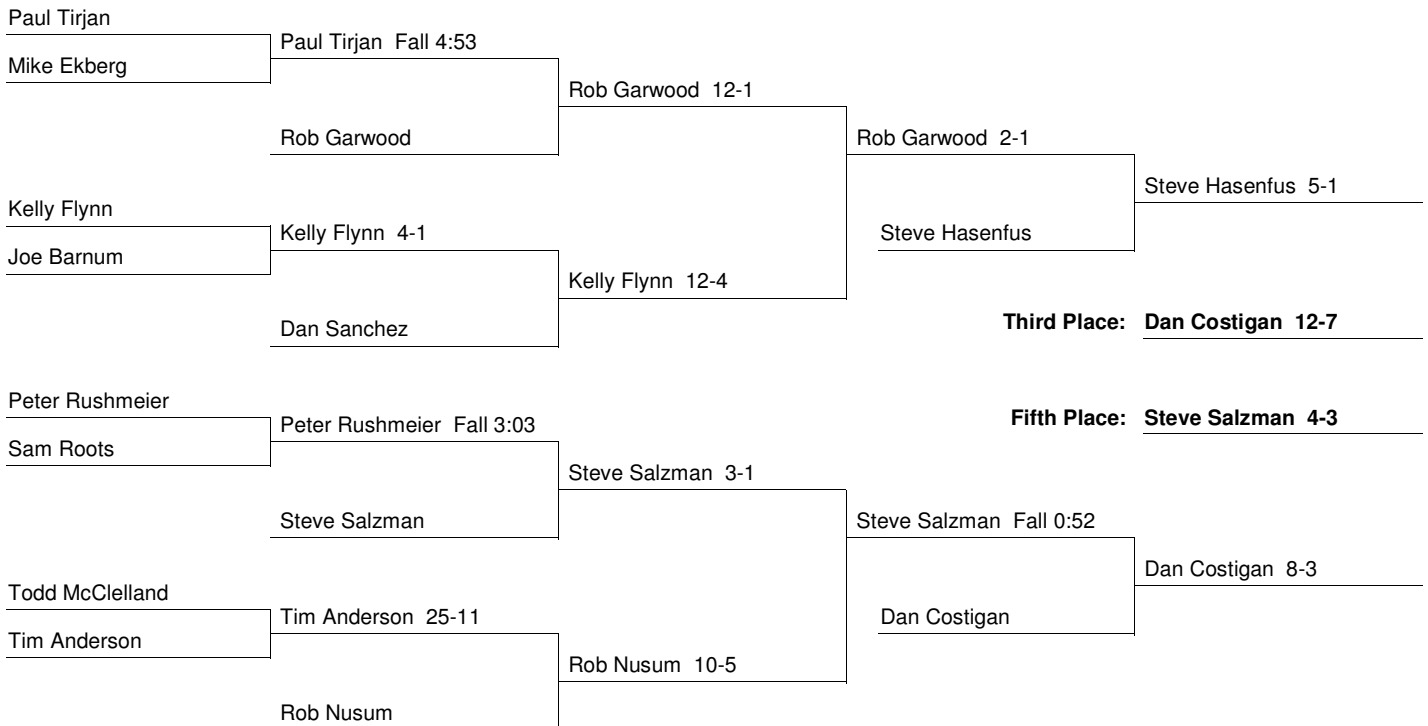 Paul Tirjan
Paul Tirjan  Fall 4:53
Mike Ekberg
Rob Garwood  12-1
Rob Garwood
Rob Garwood  2-1
Steve Hasenfus  5-1
Kelly Flynn
Kelly Flynn  4-1
Steve Hasenfus
Joe Barnum
Kelly Flynn  12-4
Dan Sanchez
Third Place:  Dan Costigan  12-7
Peter Rushmeier
Peter Rushmeier  Fall 3:03
Fifth Place:  Steve Salzman  4-3
Sam Roots
Steve Salzman  3-1
Steve Salzman
Steve Salzman  Fall 0:52
Dan Costigan  8-3
Todd McClelland
Tim Anderson  25-11
Dan Costigan
Tim Anderson
Rob Nusum  10-5
Rob Nusum